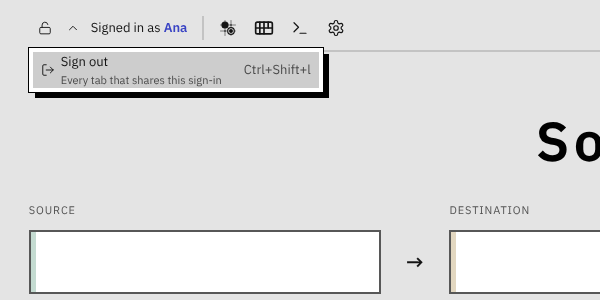 Signed in as Ana
Sign out
Every tab that shares this sign-in
Ctrl+Shift+l
So
SOURCE
DESTINATION
→